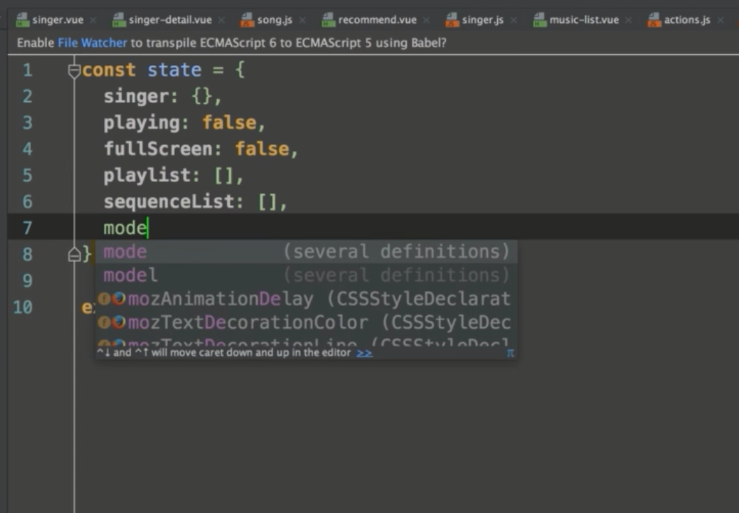 singer.vue singer-detail.vue song.js recommend.vue singer.js music-list.vue actions.js
Enable File Watcher to transpile ECMAScript 6 to ECMAScript 5 using Babel?
1 const state = {
2 singer: {},
3 playing: false,
4 fullScreen: false,
5 playlist: [],
6 sequenceList: [],
7 mode
8 }
mode (several definitions)
model (several definitions)
9
mozAnimationDelay (CSSStyleDeclarat
10 e
mozTextDecorationColor (CSSStyleDec
mozTextDecorationLine (CSSStyleDecl
^↓ and ^↑ will move caret down and up in the editor >> π